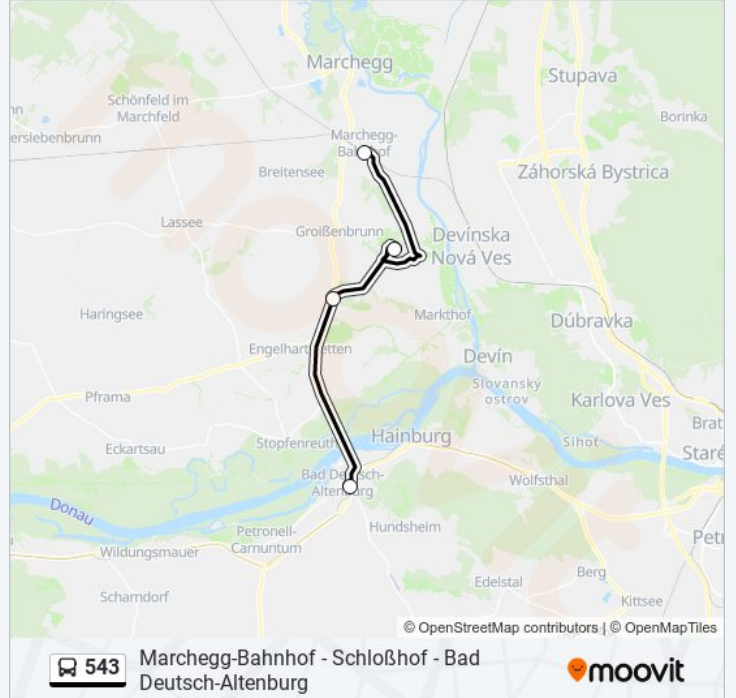 Marchegg
Stupava
Schönfeld im
Marchfeld
Borinka
erslebenbrunn
Marchegg-
Bahnhof
Breitensee
Záhorská Bystrica
Lassee
Groißenbrunn
Devínska
Nová Ves
Haringsee
Markthof
Dúbravka
Engelhartstetten
Devín
Slovanský
ostrov
Pframa
Karlova Ves
Brat
Stopfenreuth
Hainburg
Sihoť
Eckartsau
Staré
Bad Deutsch-
Altenburg
Wolfsthal
Donau
Hundsheim
Petronell-
Carnuntum
Petr
Wildungsmauer
Edelstal
Berg
Scharndorf
Kittsee
© OpenStreetMap contributors | © OpenMapTiles
543
Marchegg-Bahnhof - Schloßhof - Bad
Deutsch-Altenburg
moovit